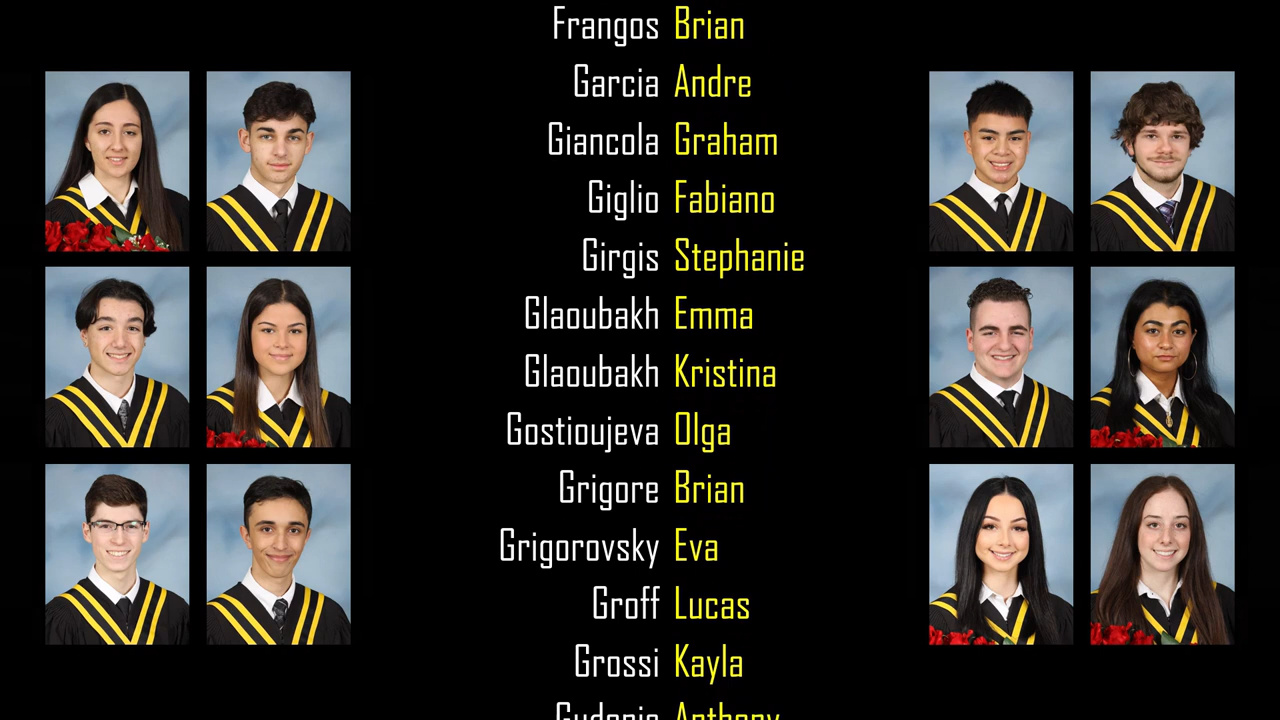 Frangos Brian
Garcia Andre
Giancola Graham
Giglio Fabiano
Girgis Stephanie
Glaoubakh Emma
Glaoubakh Kristina
Gostioujeva Olga
Grigore Brian
Grigorovsky Eva
Groff Lucas
Grossi Kayla
Anthony